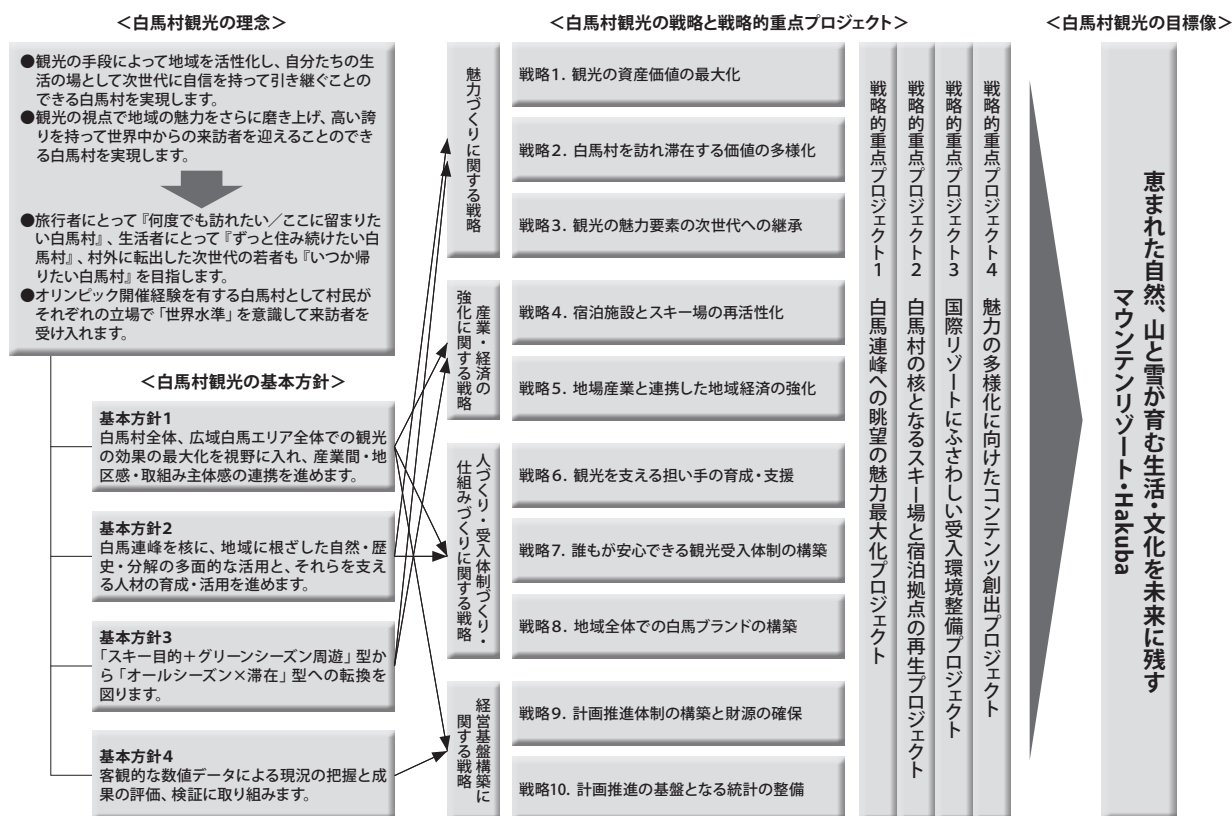 ＜白馬村観光の理念＞
●観光の手段によって地域を活性化し、自分たちの生
活の場として次世代に自信を持って引き継ぐことの
できる白馬村を実現します。
●観光の視点で地域の魅力をさらに磨き上げ、高い誇
りを持って世界中からの来訪者を迎えることのでき
る白馬村を実現します。
●旅行者にとって『何度でも訪れたい／ここに留まりた
い白馬村』、生活者にとって『ずっと住み続けたい白
馬村』、村外に転出した次世代の若者も『いつか帰
りたい白馬村』を目指します。
●オリンピック開催経験を有する白馬村として村民が
それぞれの立場で「世界水準」を意識して来訪者を
受け入れます。
＜白馬村観光の基本方針＞
基本方針1
白馬村全体、広域白馬エリア全体での観光
の効果の最大化を視野に入れ、産業間・地
区感・取組み主体感の連携を進めます。
基本方針2
白馬連峰を核に、地域に根ざした自然・歴
史・分解の多面的な活用と、それらを支え
る人材の育成・活用を進めます。
基本方針3
「スキー目的＋グリーンシーズン周遊」型か
ら「オールシーズン×滞在」型への転換を
図ります。
基本方針4
客観的な数値データによる現況の把握と成
果の評価、検証に取り組みます。
＜白馬村観光の戦略と戦略的重点プロジェクト＞
魅力づくりに関する戦略
戦略1. 観光の資産価値の最大化
戦略2. 白馬村を訪れ滞在する価値の多様化
戦略3. 観光の魅力要素の次世代への継承
産業・経済の
強化に関する戦略
戦略4. 宿泊施設とスキー場の再活性化
戦略5. 地場産業と連携した地域経済の強化
人づくり・受入体制づくり・
仕組みづくりに関する戦略
戦略6. 観光を支える担い手の育成・支援
戦略7. 誰もが安心できる観光受入体制の構築
戦略8. 地域全体での白馬ブランドの構築
経営基盤構築に
関する戦略
戦略9. 計画推進体制の構築と財源の確保
戦略10. 計画推進の基盤となる統計の整備
戦略的重点プロジェクト1　白馬連峰への眺望の魅力最大化プロジェクト
戦略的重点プロジェクト2　白馬村の核となるスキー場と宿泊拠点の再生プロジェクト
戦略的重点プロジェクト3　国際リゾートにふさわしい受入環境整備プロジェクト
戦略的重点プロジェクト4　魅力の多様化に向けたコンテンツ創出プロジェクト
＜白馬村観光の目標像＞
恵まれた自然、山と雪が育む生活・文化を未来に残す
マウンテンリゾート・Hakuba